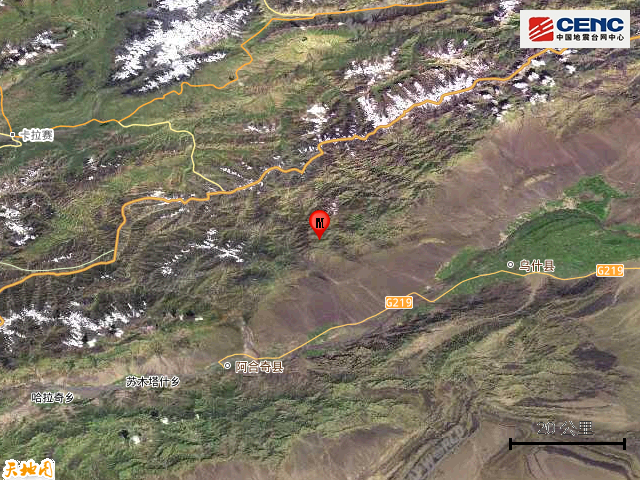 CENC
中国地震台网中心
卡拉赛
M
乌什县
G219
G219
阿合奇县
苏木塔什乡
哈拉奇乡
20公里
天地图